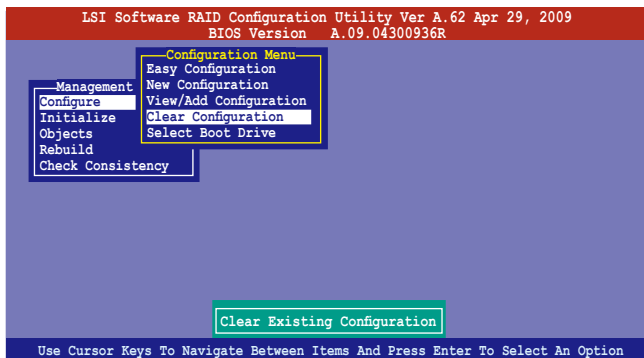 LSI Software RAID Configuration Utility Ver A.62 Apr 29, 2009
BIOS Version A.09.04300936R
Configuration Menu
Easy Configuration
New Configuration
View/Add Configuration
Clear Configuration
Select Boot Drive
Management
Configure
Initialize
Objects
Rebuild
Check Consistency
Clear Existing Configuration
Use Cursor Keys To Navigate Between Items And Press Enter To Select An Option